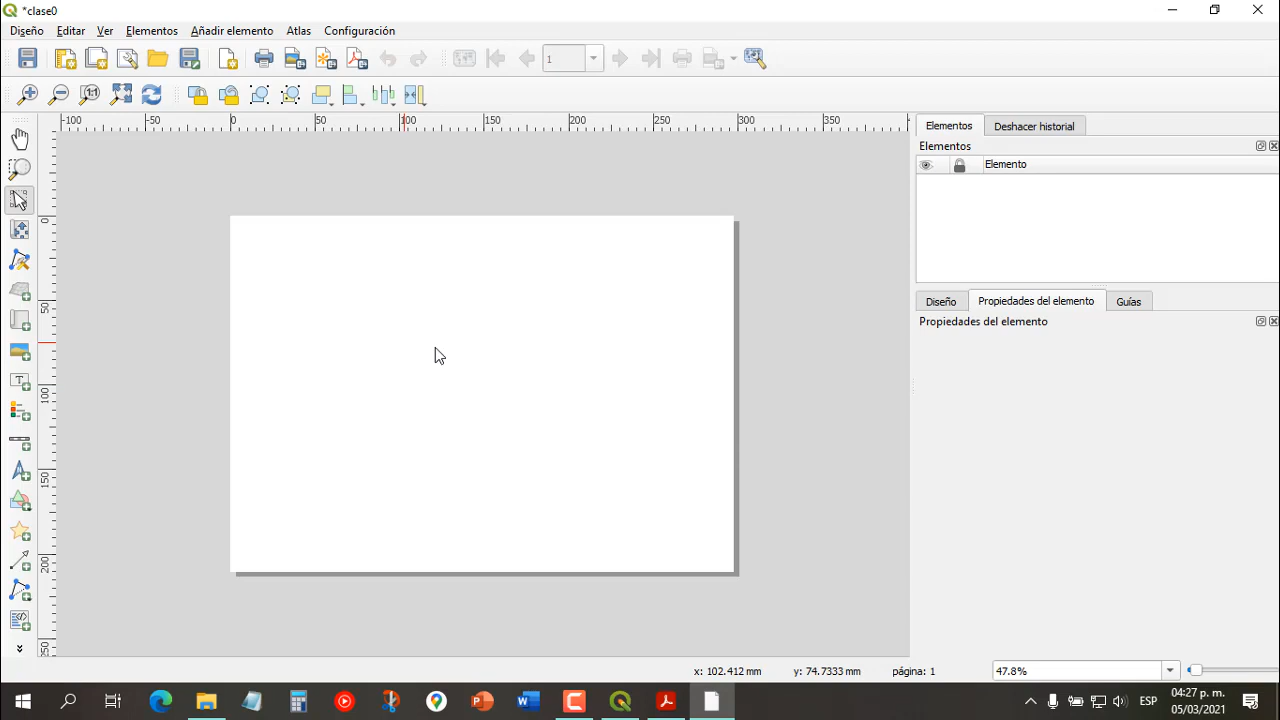 *clase0
Diseño Editar Ver Elementos Añadir elemento Atlas Configuración
1
1:1
-100 -50 0 50 100 150 200 250 300 350
0
50
100
150
200
250
Elementos Deshacer historial
Elementos
Elemento
Diseño Propiedades del elemento Guías
Propiedades del elemento
x: 102.412 mm y: 74.7333 mm página: 1 47.8%
ESP
04:27 p. m.
05/03/2021